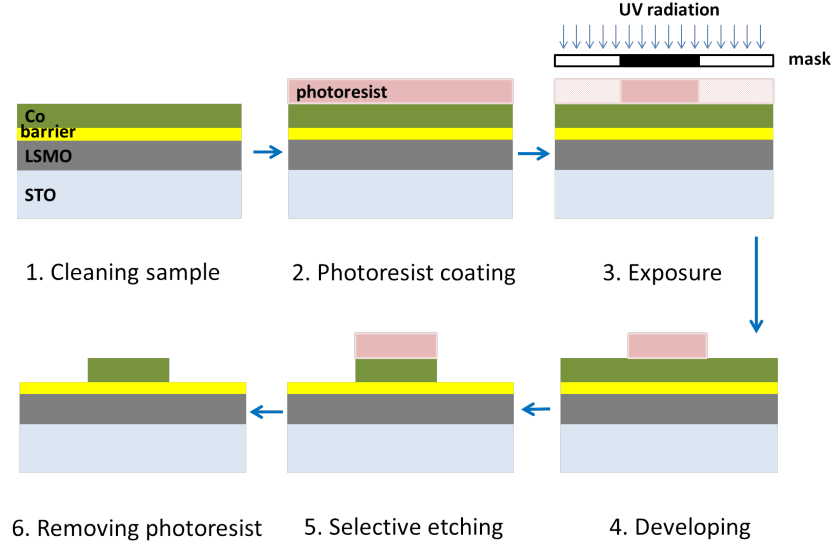 UV radiation
mask
photoresist
Co
barrier
LSMO
STO
1. Cleaning sample
2. Photoresist coating
3. Exposure
6. Removing photoresist
5. Selective etching
4. Developing